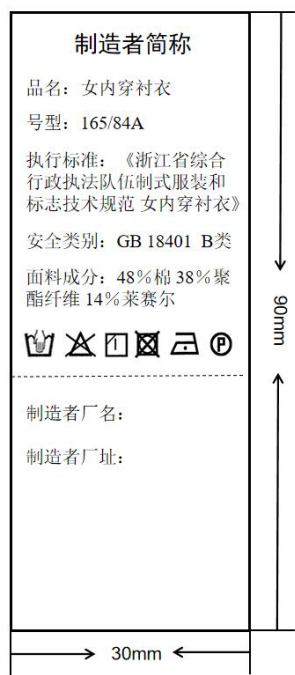 制造者简称
品名：女内穿衬衣
号型：165/84A
执行标准：《浙江省综合
行政执法队伍制式服装和
标志技术规范 女内穿衬衣》
安全类别：GB 18401 B类
面料成分：48%棉 38%聚
酯纤维 14%莱赛尔
P
制造者厂名：
制造者厂址：
90mm
30mm